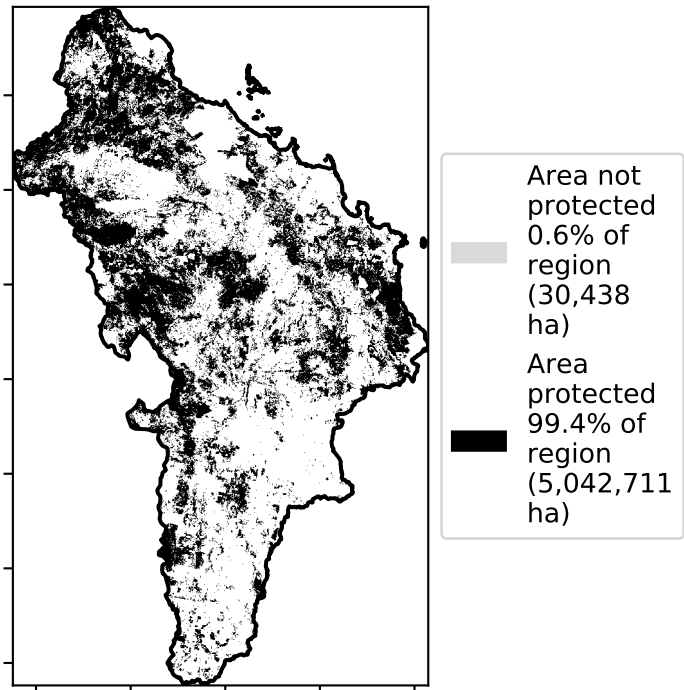 Area not
protected
0.6% of
region
(30,438
ha)
Area
protected
99.4% of
region
(5,042,711
ha)